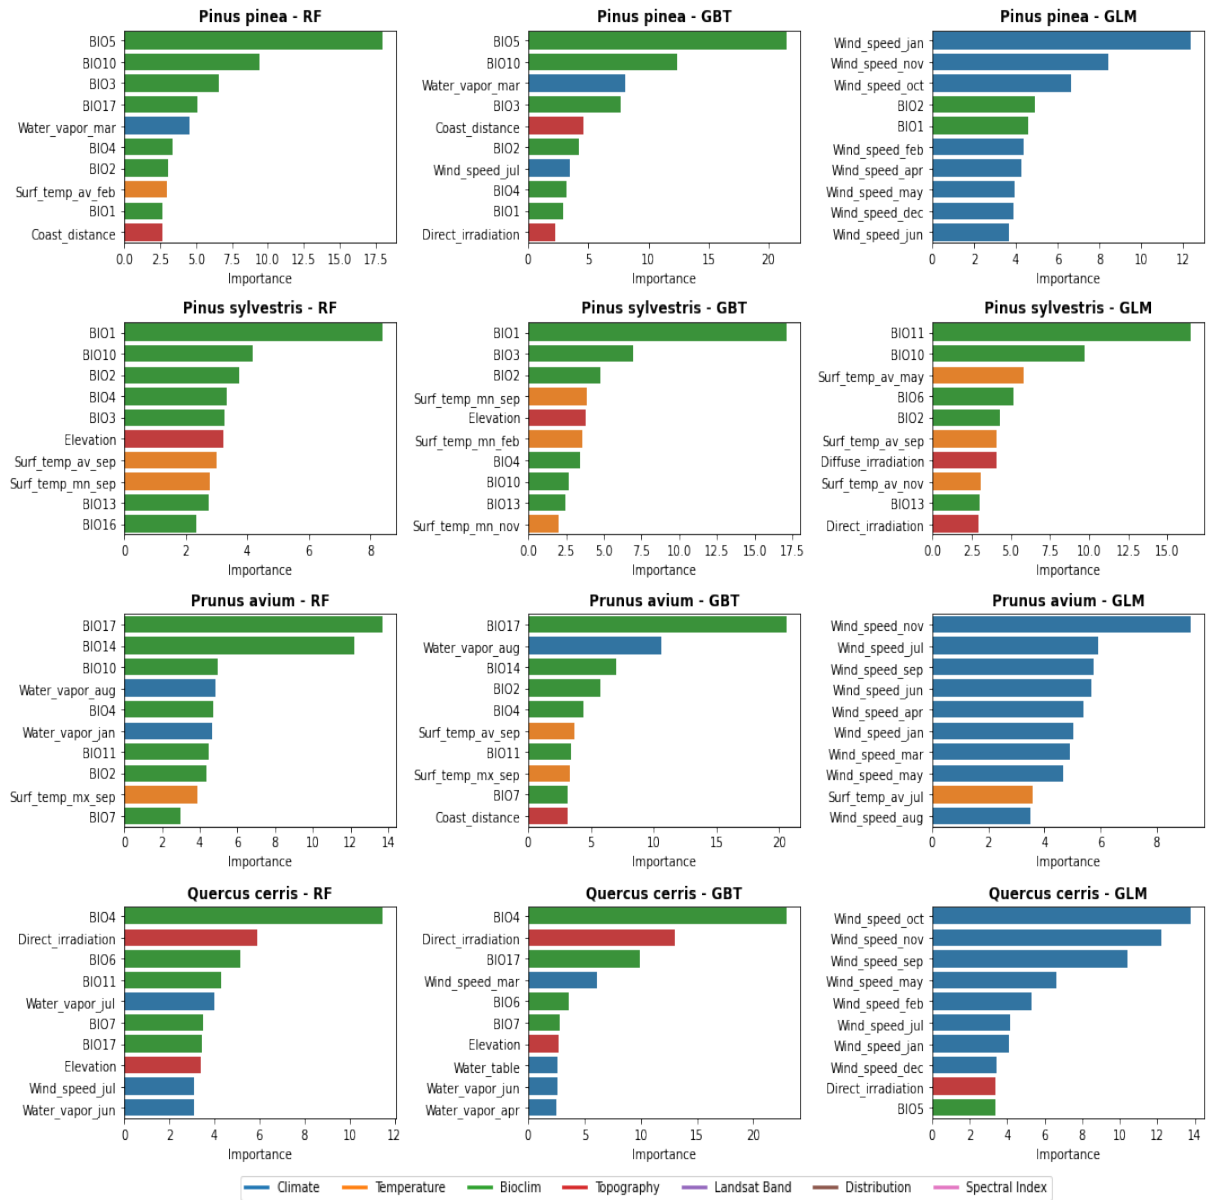 Pinus pinea - RF
BIO5
BIO10
BIO3
BIO17
Water_vapor_mar
BIO4
BIO2
Surf_temp_av_feb
BIO1
Coast_distance
0.0 2.5 5.0 7.5 10.0 12.5 15.0 17.5
Importance
Pinus pinea - GBT
BIO5
BIO10
Water_vapor_mar
BIO3
Coast_distance
BIO2
Wind_speed_jul
BIO4
BIO1
Direct_irradiation
0 5 10 15 20
Importance
Pinus pinea - GLM
Wind_speed_jan
Wind_speed_nov
Wind_speed_oct
BIO2
BIO1
Wind_speed_feb
Wind_speed_apr
Wind_speed_may
Wind_speed_dec
Wind_speed_jun
0 2 4 6 8 10 12
Importance
Pinus sylvestris - RF
BIO1
BIO10
BIO2
BIO4
BIO3
Elevation
Surf_temp_av_sep
Surf_temp_mn_sep
BIO13
BIO16
0 2 4 6 8
Importance
Pinus sylvestris - GBT
BIO1
BIO3
BIO2
Surf_temp_mn_sep
Elevation
Surf_temp_mn_feb
BIO4
BIO10
BIO13
Surf_temp_mn_nov
0.0 2.5 5.0 7.5 10.0 12.5 15.0 17.5
Importance
Pinus sylvestris - GLM
BIO11
BIO10
Surf_temp_av_may
BIO6
BIO2
Surf_temp_av_sep
Diffuse_irradiation
Surf_temp_av_nov
BIO13
Direct_irradiation
0.0 2.5 5.0 7.5 10.0 12.5 15.0
Importance
Prunus avium - RF
BIO17
BIO14
BIO10
Water_vapor_aug
BIO4
Water_vapor_jan
BIO11
BIO2
Surf_temp_mx_sep
BIO7
0 2 4 6 8 10 12 14
Importance
Prunus avium - GBT
BIO17
Water_vapor_aug
BIO14
BIO2
BIO4
Surf_temp_av_sep
BIO11
Surf_temp_mx_sep
BIO7
Coast_distance
0 5 10 15 20
Importance
Prunus avium - GLM
Wind_speed_nov
Wind_speed_jul
Wind_speed_sep
Wind_speed_jun
Wind_speed_apr
Wind_speed_jan
Wind_speed_mar
Wind_speed_may
Surf_temp_av_jul
Wind_speed_aug
0 2 4 6 8
Importance
Quercus cerris - RF
BIO4
Direct_irradiation
BIO6
BIO11
Water_vapor_jul
BIO7
BIO17
Elevation
Wind_speed_jul
Water_vapor_jun
0 2 4 6 8 10 12
Importance
Quercus cerris - GBT
BIO4
Direct_irradiation
BIO17
Wind_speed_mar
BIO6
BIO7
Elevation
Water_table
Water_vapor_jun
Water_vapor_apr
0 5 10 15 20
Importance
Quercus cerris - GLM
Wind_speed_oct
Wind_speed_nov
Wind_speed_sep
Wind_speed_may
Wind_speed_feb
Wind_speed_jul
Wind_speed_jan
Wind_speed_dec
Direct_irradiation
BIO5
0 2 4 6 8 10 12 14
Importance
Climate Temperature Bioclim Topography Landsat Band Distribution Spectral Index